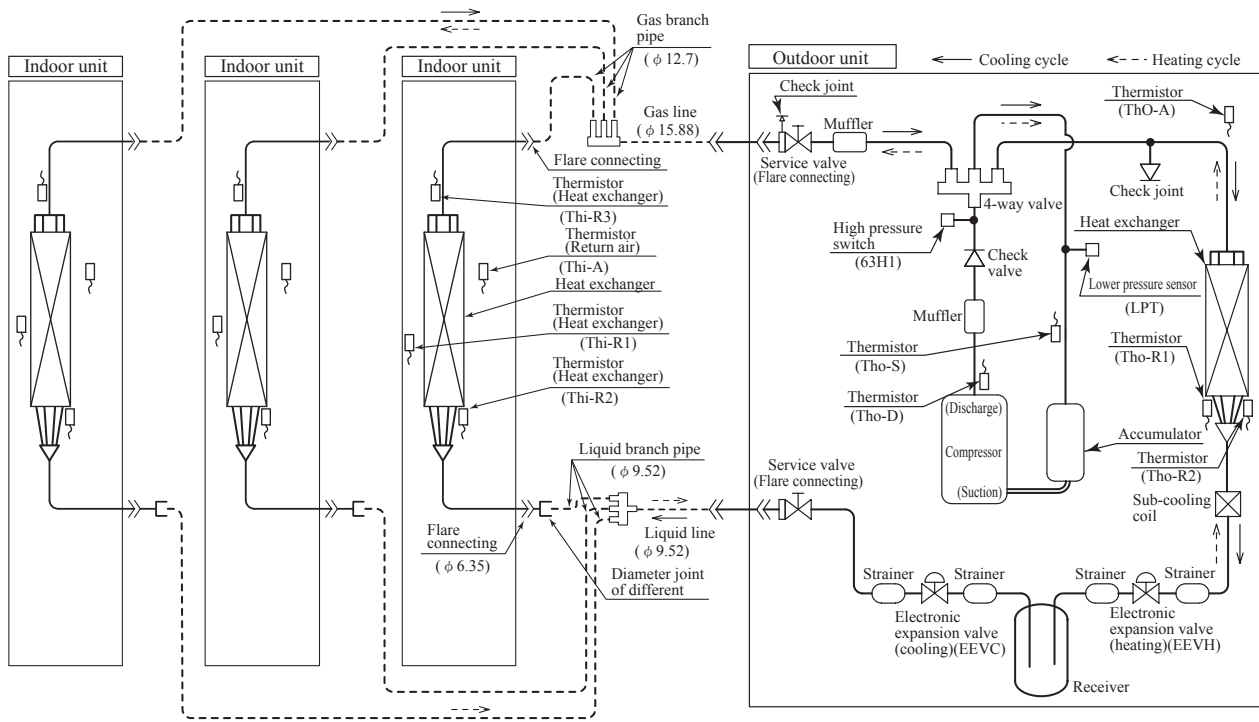 Indoor unit
Indoor unit
Indoor unit
Gas branch
pipe
( φ 12.7)
Gas line
( φ 15.88)
Flare connecting
Thermistor
(Heat exchanger)
(Thi-R3)
Thermistor
(Return air)
(Thi-A)
Heat exchanger
Thermistor
(Heat exchanger)
(Thi-R1)
Thermistor
(Heat exchanger)
(Thi-R2)
Liquid branch pipe
( φ 9.52)
Flare
connecting
( φ 6.35)
Liquid line
( φ 9.52)
Diameter joint
of different
Outdoor unit
Cooling cycle
Heating cycle
Check joint
Muffler
Service valve
(Flare connecting)
Thermistor
(ThO-A)
Check joint
4-way valve
High pressure
switch
(63H1)
Check
valve
Heat exchanger
Lower pressure sensor
(LPT)
Muffler
Thermistor
(Tho-S)
Thermistor
(Tho-R1)
Thermistor
(Tho-D)
(Discharge)
Compressor
(Suction)
Accumulator
Thermistor
(Tho-R2)
Service valve
(Flare connecting)
Sub-cooling
coil
Strainer
Strainer
Strainer
Strainer
Electronic
expansion valve
(cooling)(EEVC)
Electronic
expansion valve
(heating)(EEVH)
Receiver